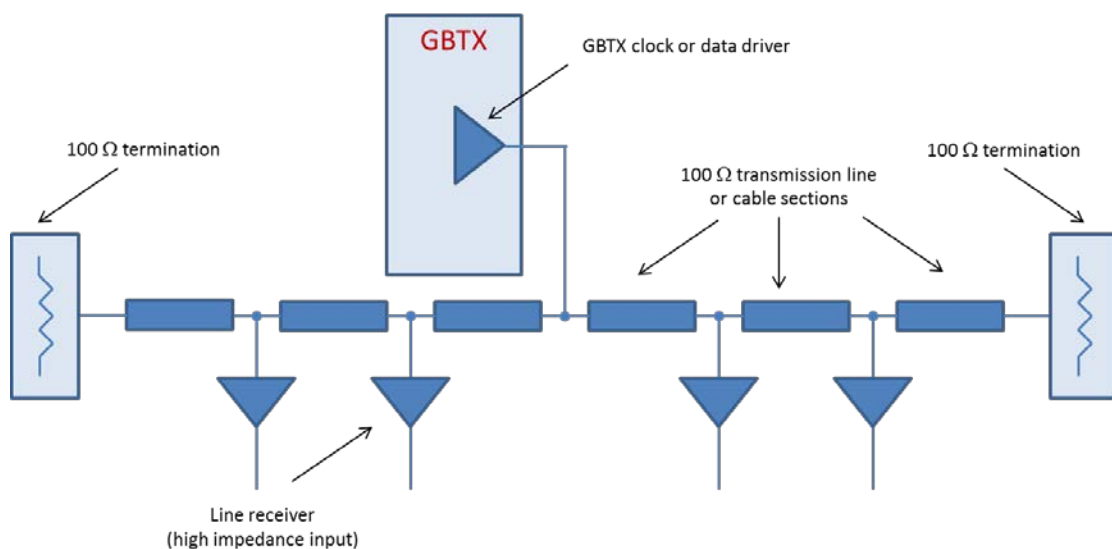 GBTX
GBTX clock or data driver
100 Ω termination
100 Ω termination
100 Ω transmission line
or cable sections
Line receiver
(high impedance input)